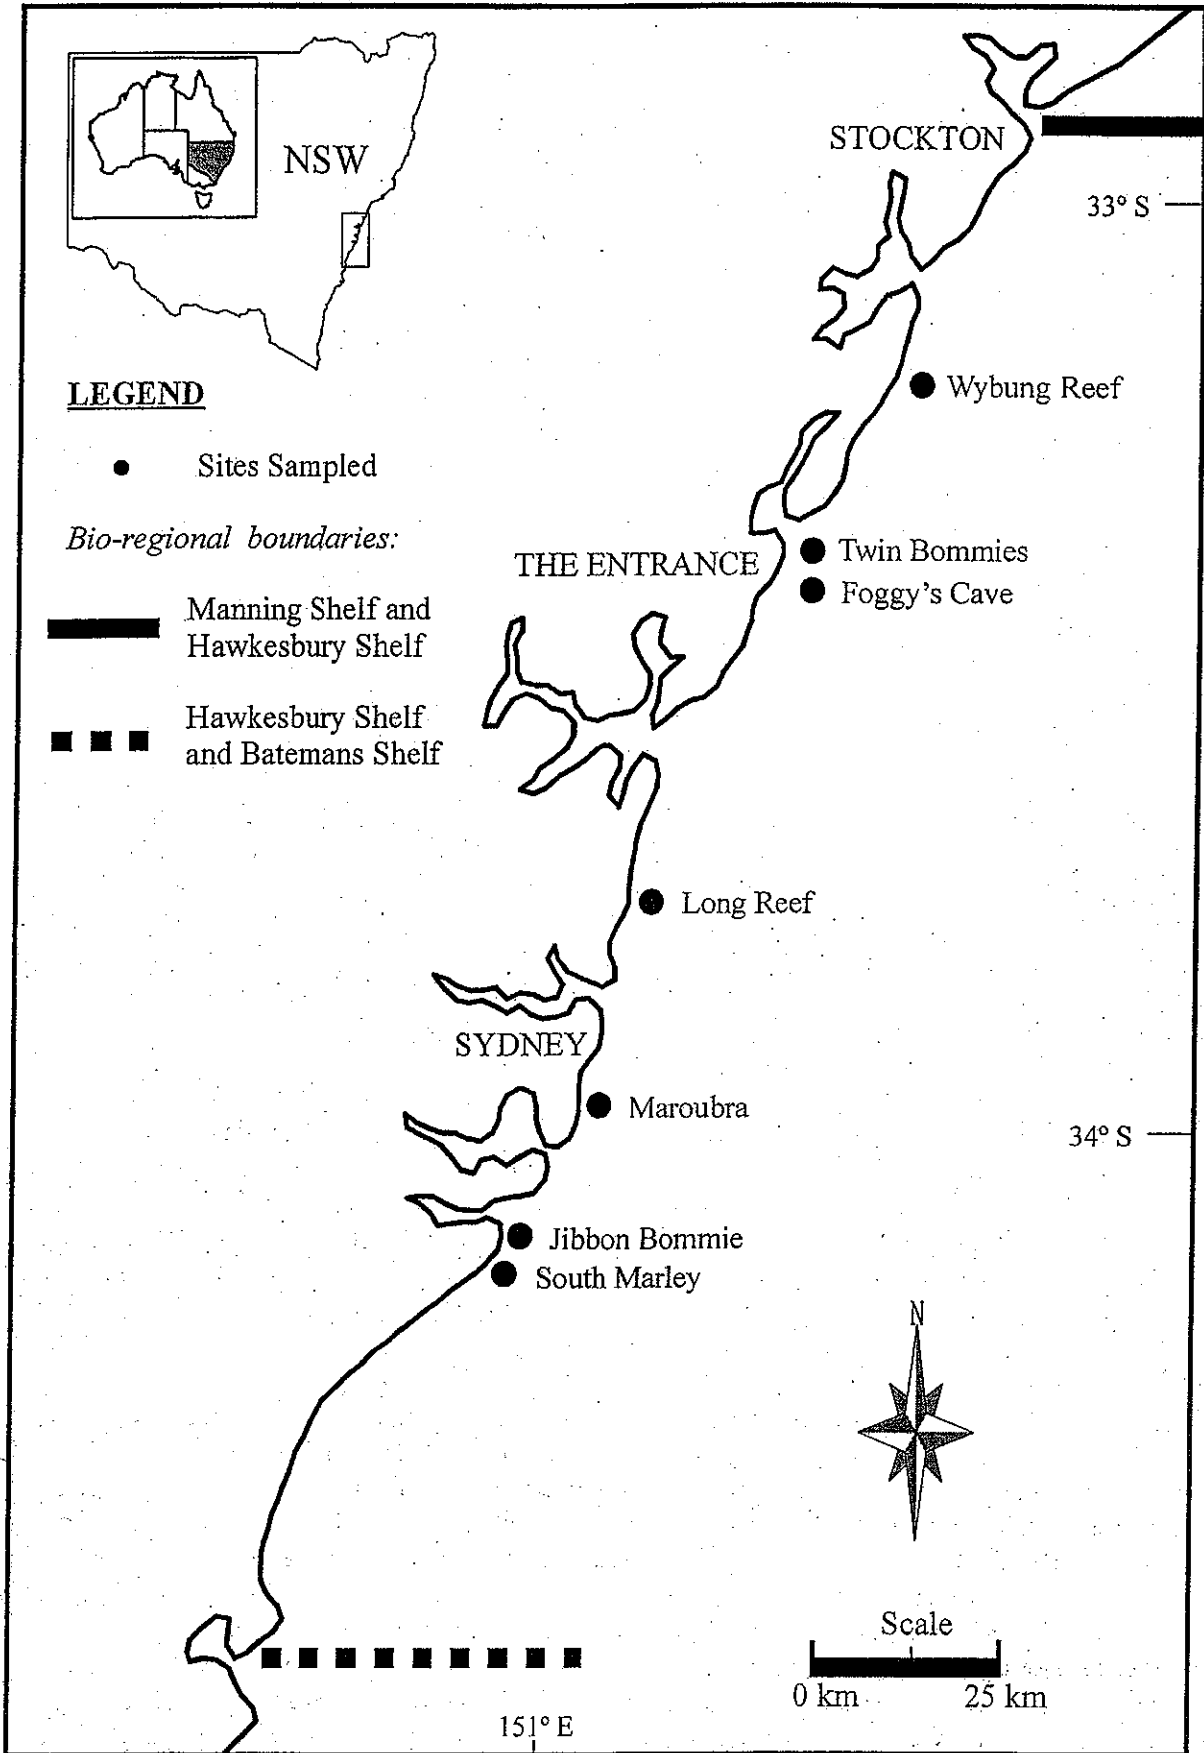 NSW
STOCKTON
33° S
LEGEND
Wybung Reef
Sites Sampled
Bio-regional boundaries:
THE ENTRANCE
Twin Bommies
Foggy's Cave
Manning Shelf and
Hawkesbury Shelf
Hawkesbury Shelf
and Batemans Shelf
Long Reef
SYDNEY
Maroubra
34° S
Jibbon Bommie
South Marley
N
Scale
0 km 25 km
151° E